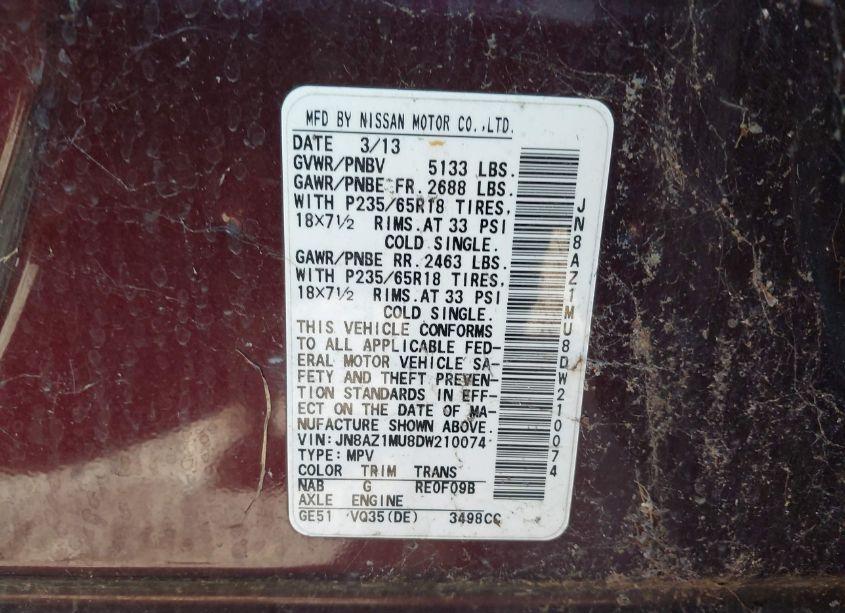 MFD BY NISSAN MOTOR CO.,LTD.
DATE 3/13
GVWR/PNBV 5133 LBS.
GAWR/PNBE FR. 2688 LBS.
WITH P235/65R18 TIRES,
18×7½ RIMS.AT 33 PSI
COLD SINGLE.
GAWR/PNBE RR. 2463 LBS.
WITH P235/65R18 TIRES,
18×7½ RIMS.AT 33 PSI
COLD SINGLE.
THIS VEHICLE CONFORMS
TO ALL APPLICABLE FED-
ERAL MOTOR VEHICLE SA-
FETY AND THEFT PREVEN-
TION STANDARDS IN EFF-
ECT ON THE DATE OF MA-
NUFACTURE SHOWN ABOVE.
VIN:JN8AZ1MU8DW210074
TYPE:MPV
COLOR TRIM TRANS
NAB G RE0F09B
AXLE ENGINE
GE51 VQ35(DE) 3498CC
JN8AZ1MU8DW210074